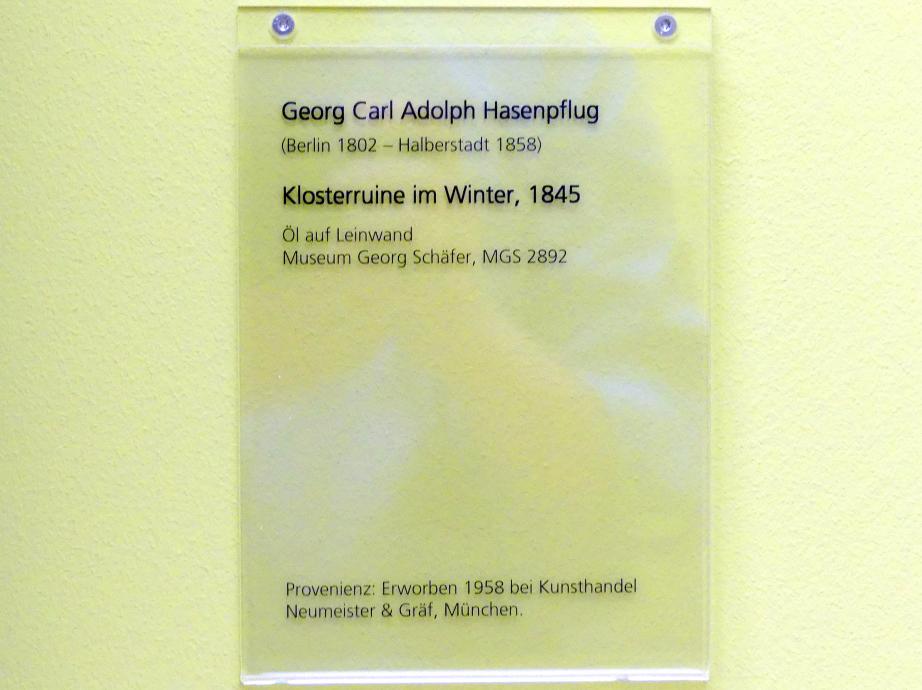 Georg Carl Adolph Hasenpflug
(Berlin 1802 – Halberstadt 1858)
Klosterruine im Winter, 1845
Öl auf Leinwand
Museum Georg Schäfer, MGS 2892
Provenienz: Erworben 1958 bei Kunsthandel
Neumeister & Gräf, München.